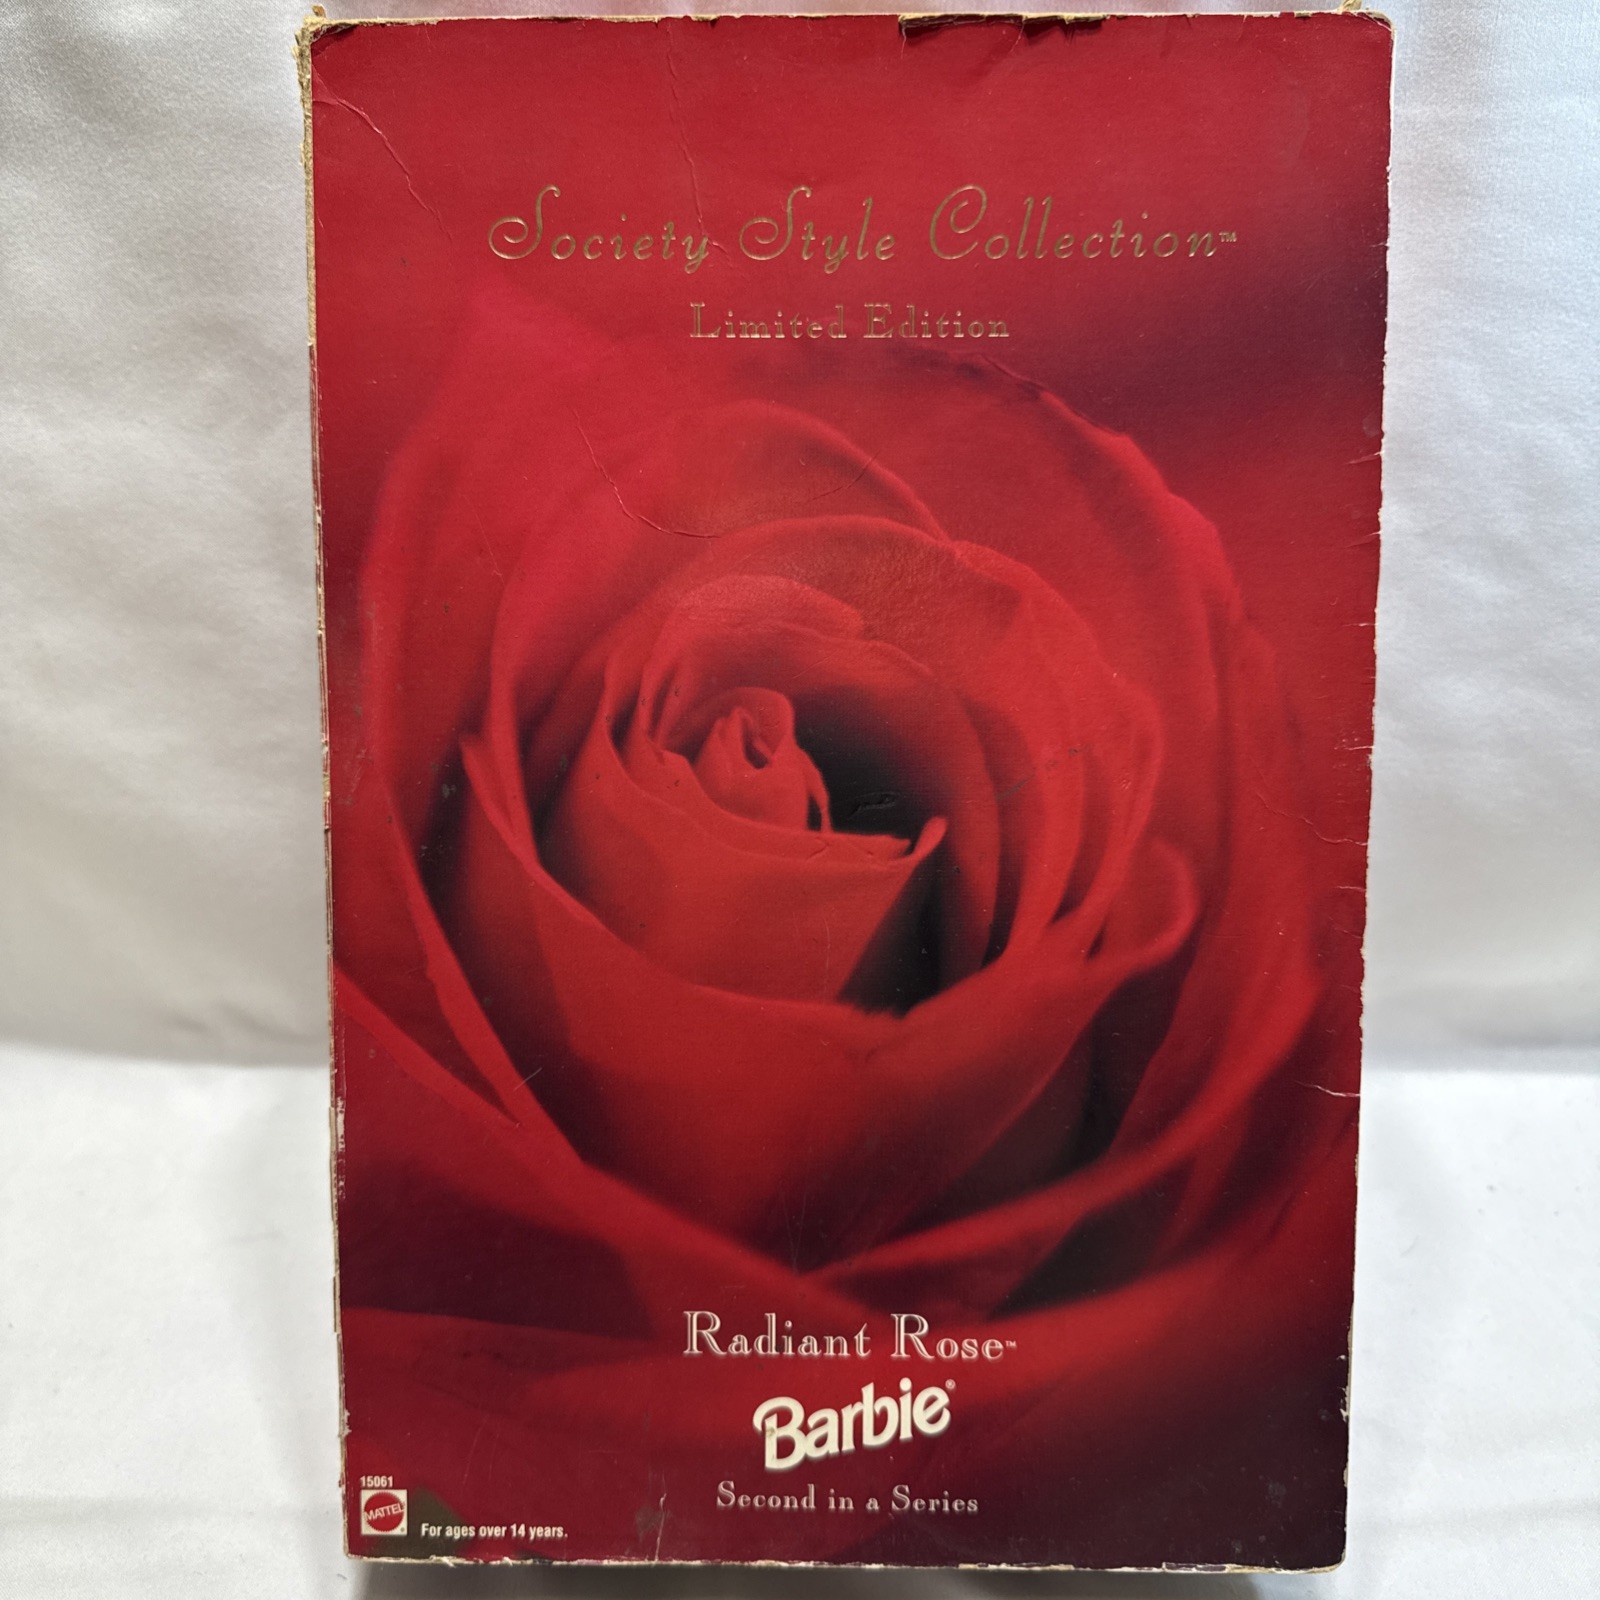 Society Style Collection™
Limited Edition
Radiant Rose™
Barbie®
Second in a Series
15061
MATTEL
For ages over 14 years.